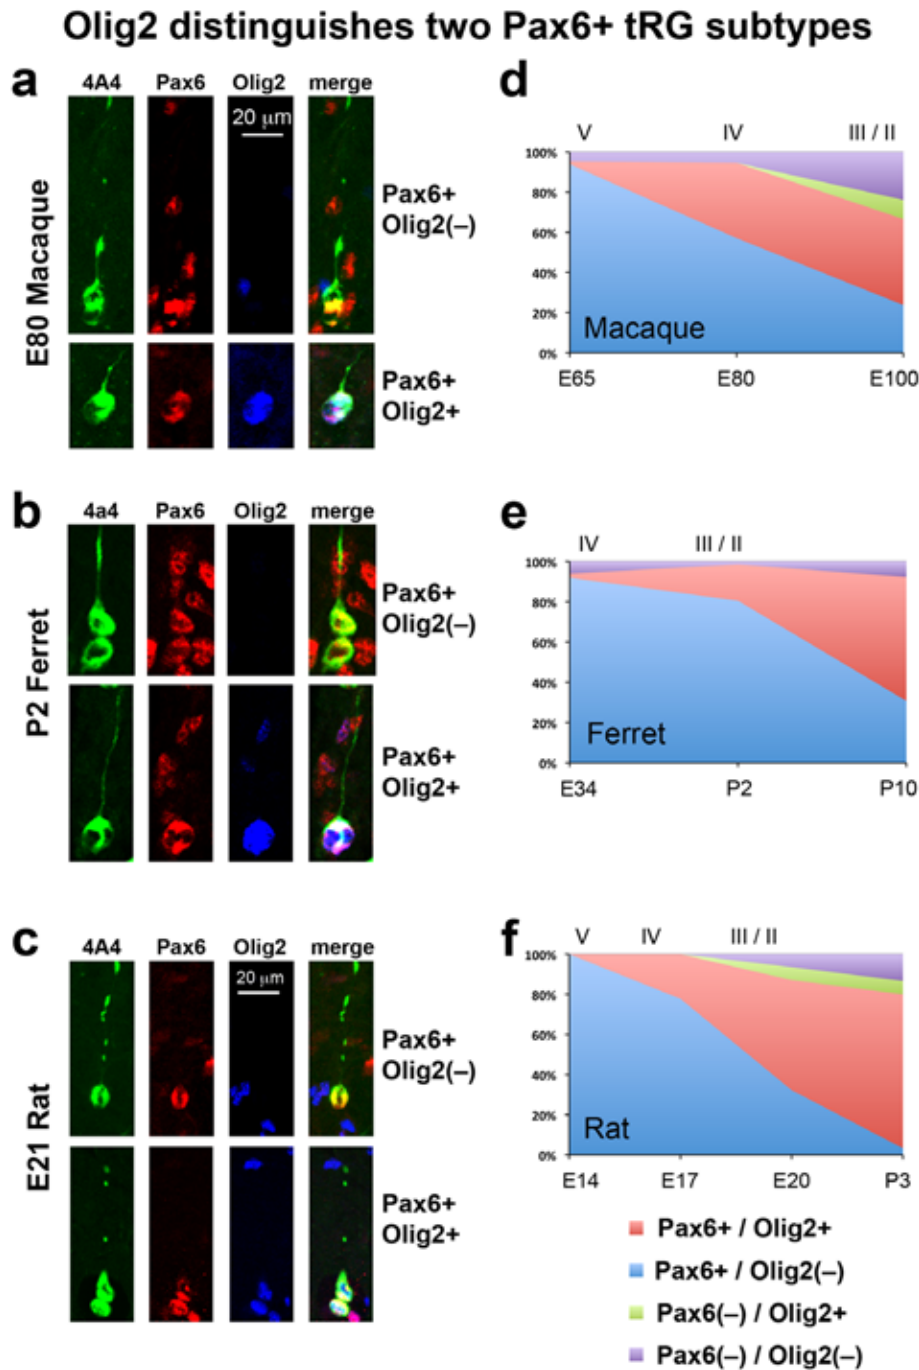 Olig2 distinguishes two Pax6+ tRG subtypes
a
4A4 Pax6 Olig2 merge
20 μm
E80 Macaque
Pax6+
Olig2(–)
Pax6+
Olig2+
b
4a4 Pax6 Olig2 merge
P2 Ferret
Pax6+
Olig2(–)
Pax6+
Olig2+
c
4A4 Pax6 Olig2 merge
20 μm
E21 Rat
Pax6+
Olig2(–)
Pax6+
Olig2+
d
V IV III / II
100%
80%
60%
40%
20%
0%
Macaque
E65 E80 E100
e
IV III / II
100%
80%
60%
40%
20%
0%
Ferret
E34 P2 P10
f
V IV III / II
100%
80%
60%
40%
20%
0%
Rat
E14 E17 E20 P3
Pax6+ / Olig2+
Pax6+ / Olig2(–)
Pax6(–) / Olig2+
Pax6(–) / Olig2(–)